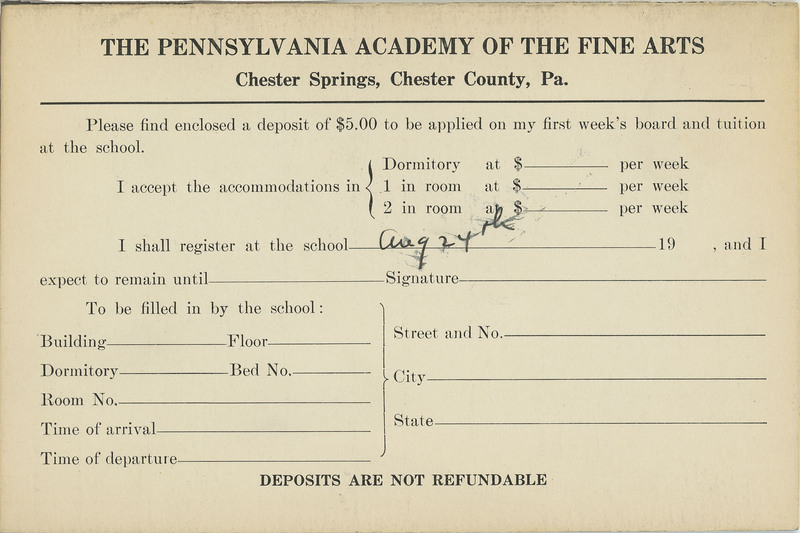 THE PENNSYLVANIA ACADEMY OF THE FINE ARTS
Chester Springs, Chester County, Pa.
Please find enclosed a deposit of $5.00 to be applied on my first week's board and tuition
at the school.
I accept the accommodations in
Dormitory at $ per week
1 in room at $ per week
2 in room at $ per week
I shall register at the school Aug 24th 19 , and I
expect to remain until Signature
To be filled in by the school:
Building Floor
Dormitory Bed No.
Room No.
Time of arrival
Time of departure
Street and No.
City
State
DEPOSITS ARE NOT REFUNDABLE